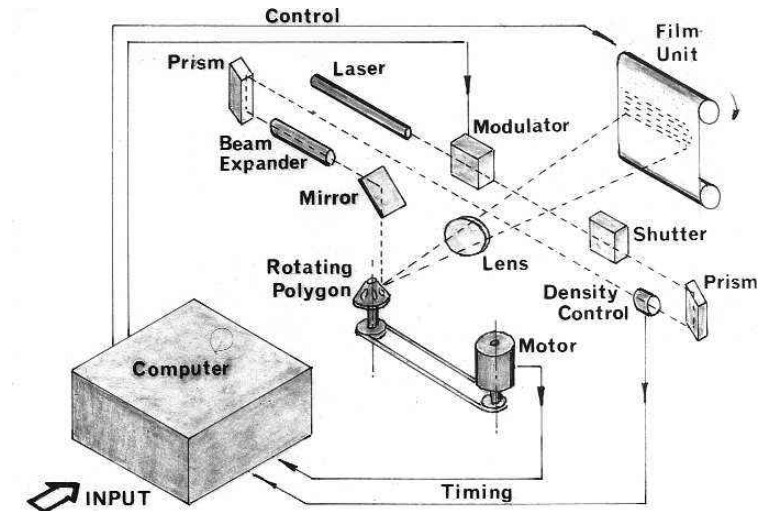 Control
Film
Unit
Prism
Laser
Modulator
Beam
Expander
Mirror
Shutter
Lens
Prism
Rotating
Polygon
Density
Control
Motor
Computer
Timing
INPUT